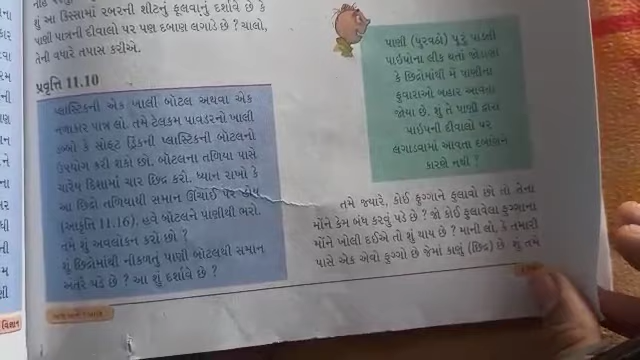 શું આ કિસ્સામાં રબરની શીટનું ફૂલવાનું દર્શાવે છે કે
પાણી પાત્રની દીવાલો પર પણ દબાણ લગાડે છે ? ચાલો,
તેની વધારે તપાસ કરીએ.
પ્રવૃત્તિ 11.10
પ્લાસ્ટિકની એક ખાલી બોટલ અથવા એક
નળાકાર પાત્ર લો. તમે ટેલકમ પાવડરનો ખાલી
ડબ્બો કે સોફ્ટ ડ્રિંકની પ્લાસ્ટિકની બોટલનો
ઉપયોગ કરી શકો છો. બોટલના તળિયા પાસે
ચારેય દિશામાં ચાર છિદ્ર કરો. ધ્યાન રાખો કે
આ છિદ્રો તળિયાથી સમાન ઊંચાઈ પર હોય
(આકૃતિ 11.16). હવે બોટલને પાણીથી ભરો.
તમે શું અવલોકન કરો છો ?
શું છિદ્રોમાંથી નીકળતું પાણી બોટલથી સમાન
અંતરે પડે છે ? આ શું દર્શાવે છે ?
પાણી (પુરવઠો) પૂરું પાડતી
પાઇપોના લીક થતાં જોડાણો
કે છિદ્રોમાંથી મેં પાણીના
ફુવારાઓ બહાર આવતા
જોયા છે. શું તે પાણી દ્વારા
પાઇપની દીવાલો પર
લગાડવામાં આવતા દબાણને
કારણે નથી ?
તમે જ્યારે, કોઈ ફુગ્ગાને ફુલાવો છો તો તેના
મોંને કેમ બંધ કરવું પડે છે ? જો કોઈ ફુલાવેલા ફુગ્ગાના
મોંને ખોલી દઈએ તો શું થાય છે ? માની લો, કે તમારી
પાસે એક એવો ફુગ્ગો છે જેમાં કાણું (છિદ્ર) છે. શું તમે
વિજ્ઞાન